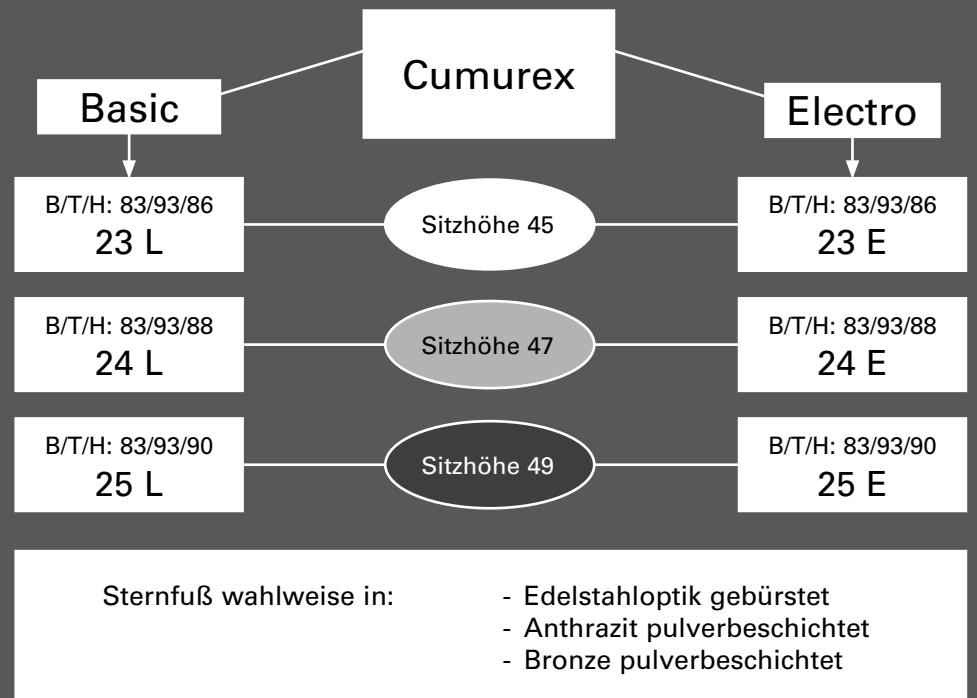 Cumurex
Basic
Electro
B/T/H: 83/93/86
23 L
Sitzhöhe 45
B/T/H: 83/93/86
23 E
B/T/H: 83/93/88
24 L
Sitzhöhe 47
B/T/H: 83/93/88
24 E
B/T/H: 83/93/90
25 L
Sitzhöhe 49
B/T/H: 83/93/90
25 E
Sternfuß wahlweise in: - Edelstahloptik gebürstet
- Anthrazit pulverbeschichtet
- Bronze pulverbeschichtet